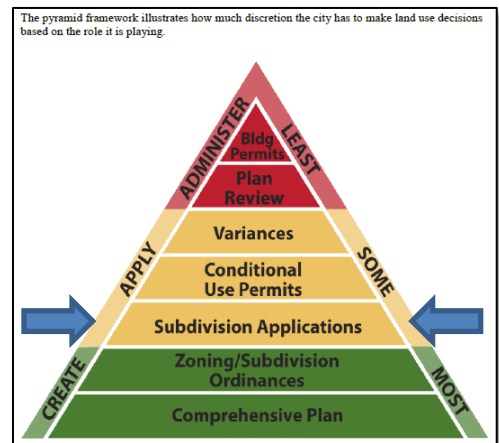 The pyramid framework illustrates how much discretion the city has to make land use decisions
based on the role it is playing.
ADMINISTER
LEAST
Bldg
Permits
Plan
Review
APPLY
SOME
Variances
Conditional
Use Permits
Subdivision Applications
CREATE
MOST
Zoning/Subdivision
Ordinances
Comprehensive Plan